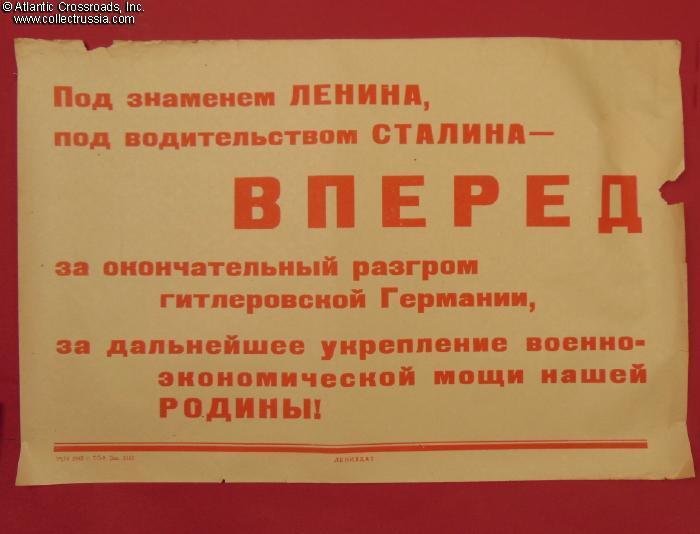 © Atlantic Crossroads, Inc.
www.collectrussia.com
Под знаменем ЛЕНИНА,
под водительством СТАЛИНА—
ВПЕРЕД
за окончательный разгром
гитлеровской Германии,
за дальнейшее укрепление военно-
экономической мощи нашей
РОДИНЫ!
ЛЕНИЗДАТ